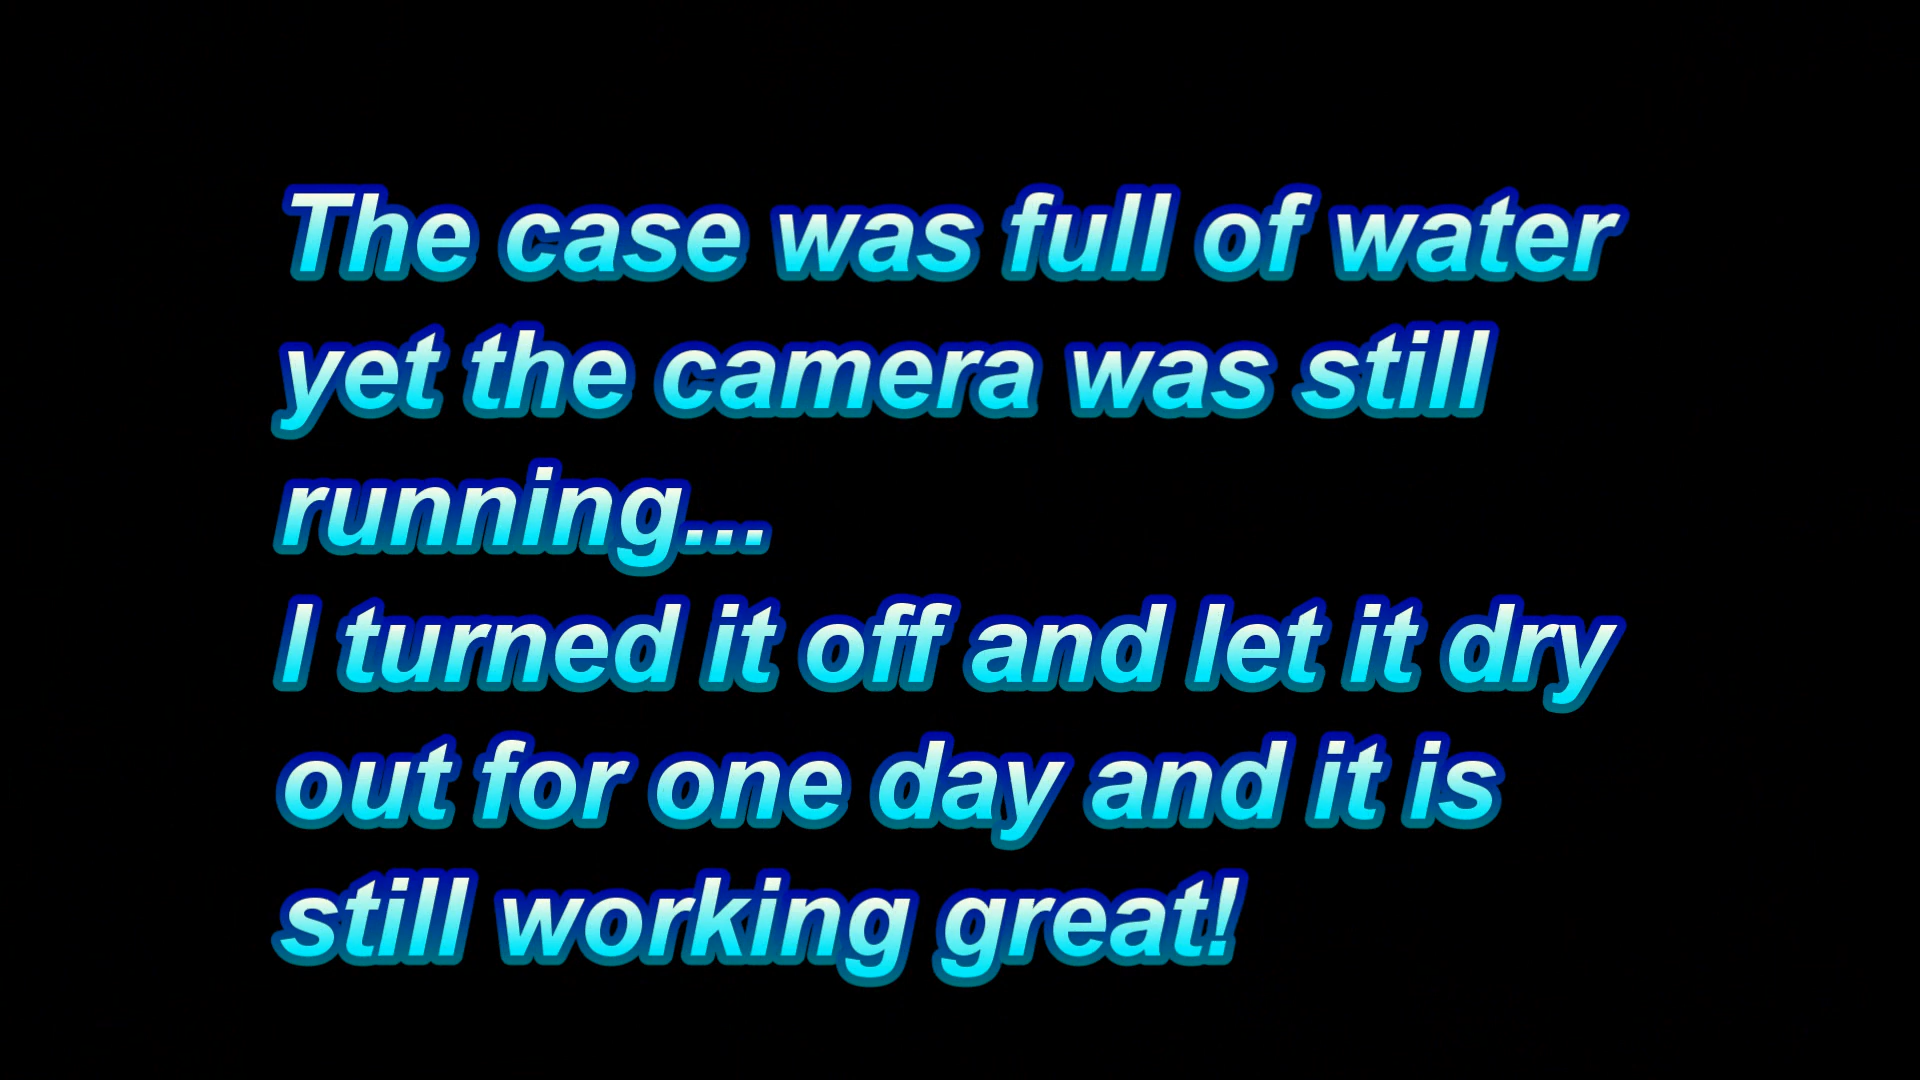 The case was full of water
yet the camera was still
running...
I turned it off and let it dry
out for one day and it is
still working great!